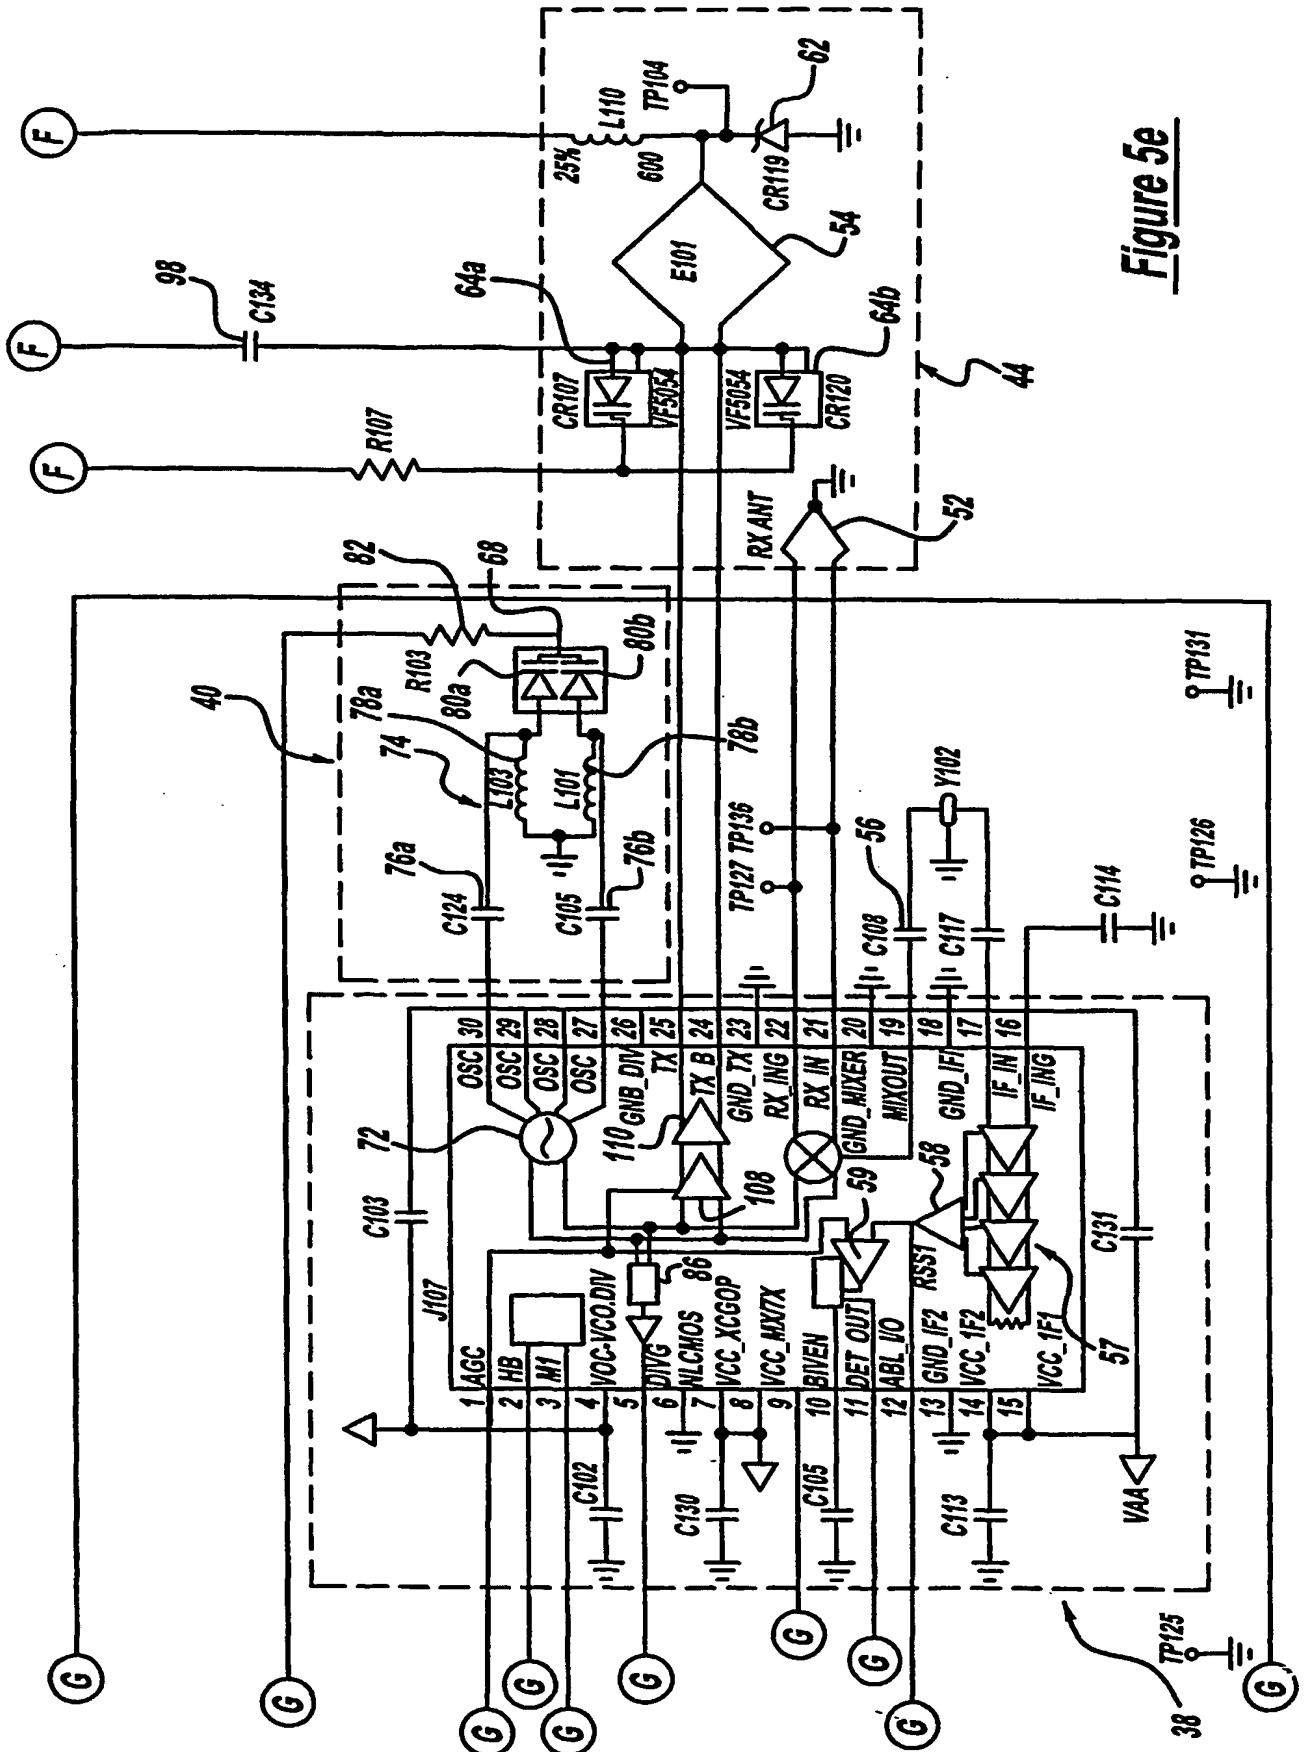 Figure 5e
F
F
F
98
C134
R107
44
25%
L110
600
TP104
62
CR119
E101
54
64a
CR107
VF5054
VF5054
CR120
64b
RX ANT
52
40
82
R103
68
80a
80b
78a
74
L103
L101
78b
76a
C124
C105
76b
TP127
TP136
TP131
TP126
TP125
56
C108
Y102
C117
C114
38
J107
72
C103
110
108
86
59
58
57
RSS1
C131
OSC 30
OSC 29
OSC 28
OSC 27
GNB_DIV 26
TX 25
TX B 24
GND_TX 23
RX_ING 22
RX_IN 21
GND_MIXER 20
MIXOUT 19
GND_IFI 18
IF_IN 17
IF_ING 16
1 AGC
2 HB
3 M1
4 VOC-VCO.DIV
5 DIVG
6 NLCMOS
7 VCC_XCGOP
8 VCC_MX/7X
9
10 BIVEN
11 DET OUT
12 ABL_I/O
13 GND_IF2
14 VCC_1F2
15 VCC_1F1
C102
C130
C105
C113
VAA
G
G
G
G
G
G
G
G
G
G